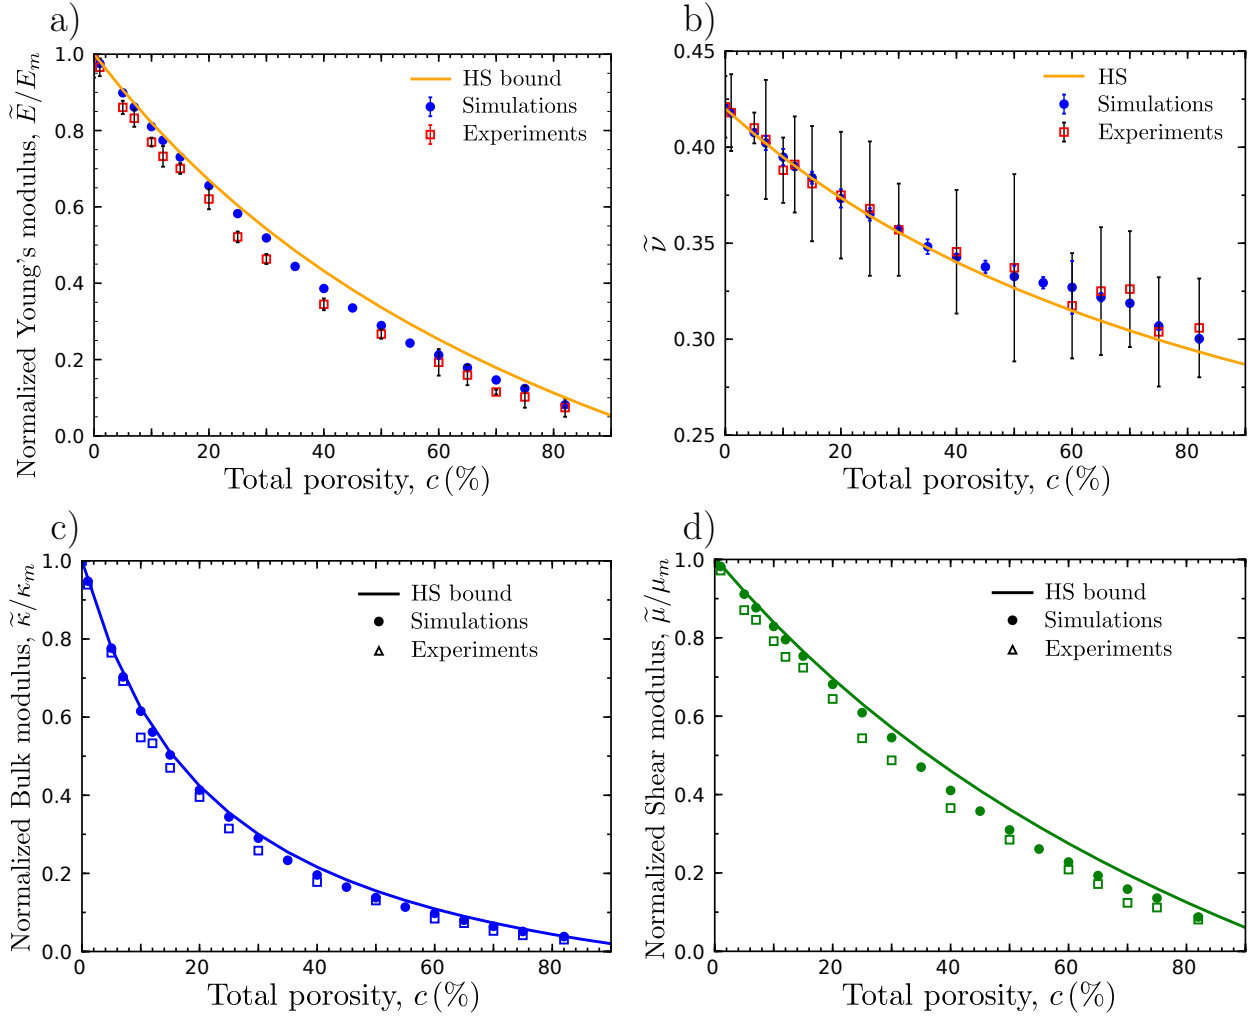 a)
Normalized Young's modulus, Ẽ/E_m
1.0
0.8
0.6
0.4
0.2
0.0
0
20
40
60
80
HS bound
Simulations
Experiments
Total porosity, c (%)
b)
ν̃
0.45
0.40
0.35
0.30
0.25
0
20
40
60
80
HS
Simulations
Experiments
Total porosity, c (%)
c)
Normalized Bulk modulus, κ̃/κ_m
1.0
0.8
0.6
0.4
0.2
0.0
0
20
40
60
80
HS bound
Simulations
Experiments
Total porosity, c (%)
d)
Normalized Shear modulus, μ̃/μ_m
1.0
0.8
0.6
0.4
0.2
0.0
0
20
40
60
80
HS bound
Simulations
Experiments
Total porosity, c (%)